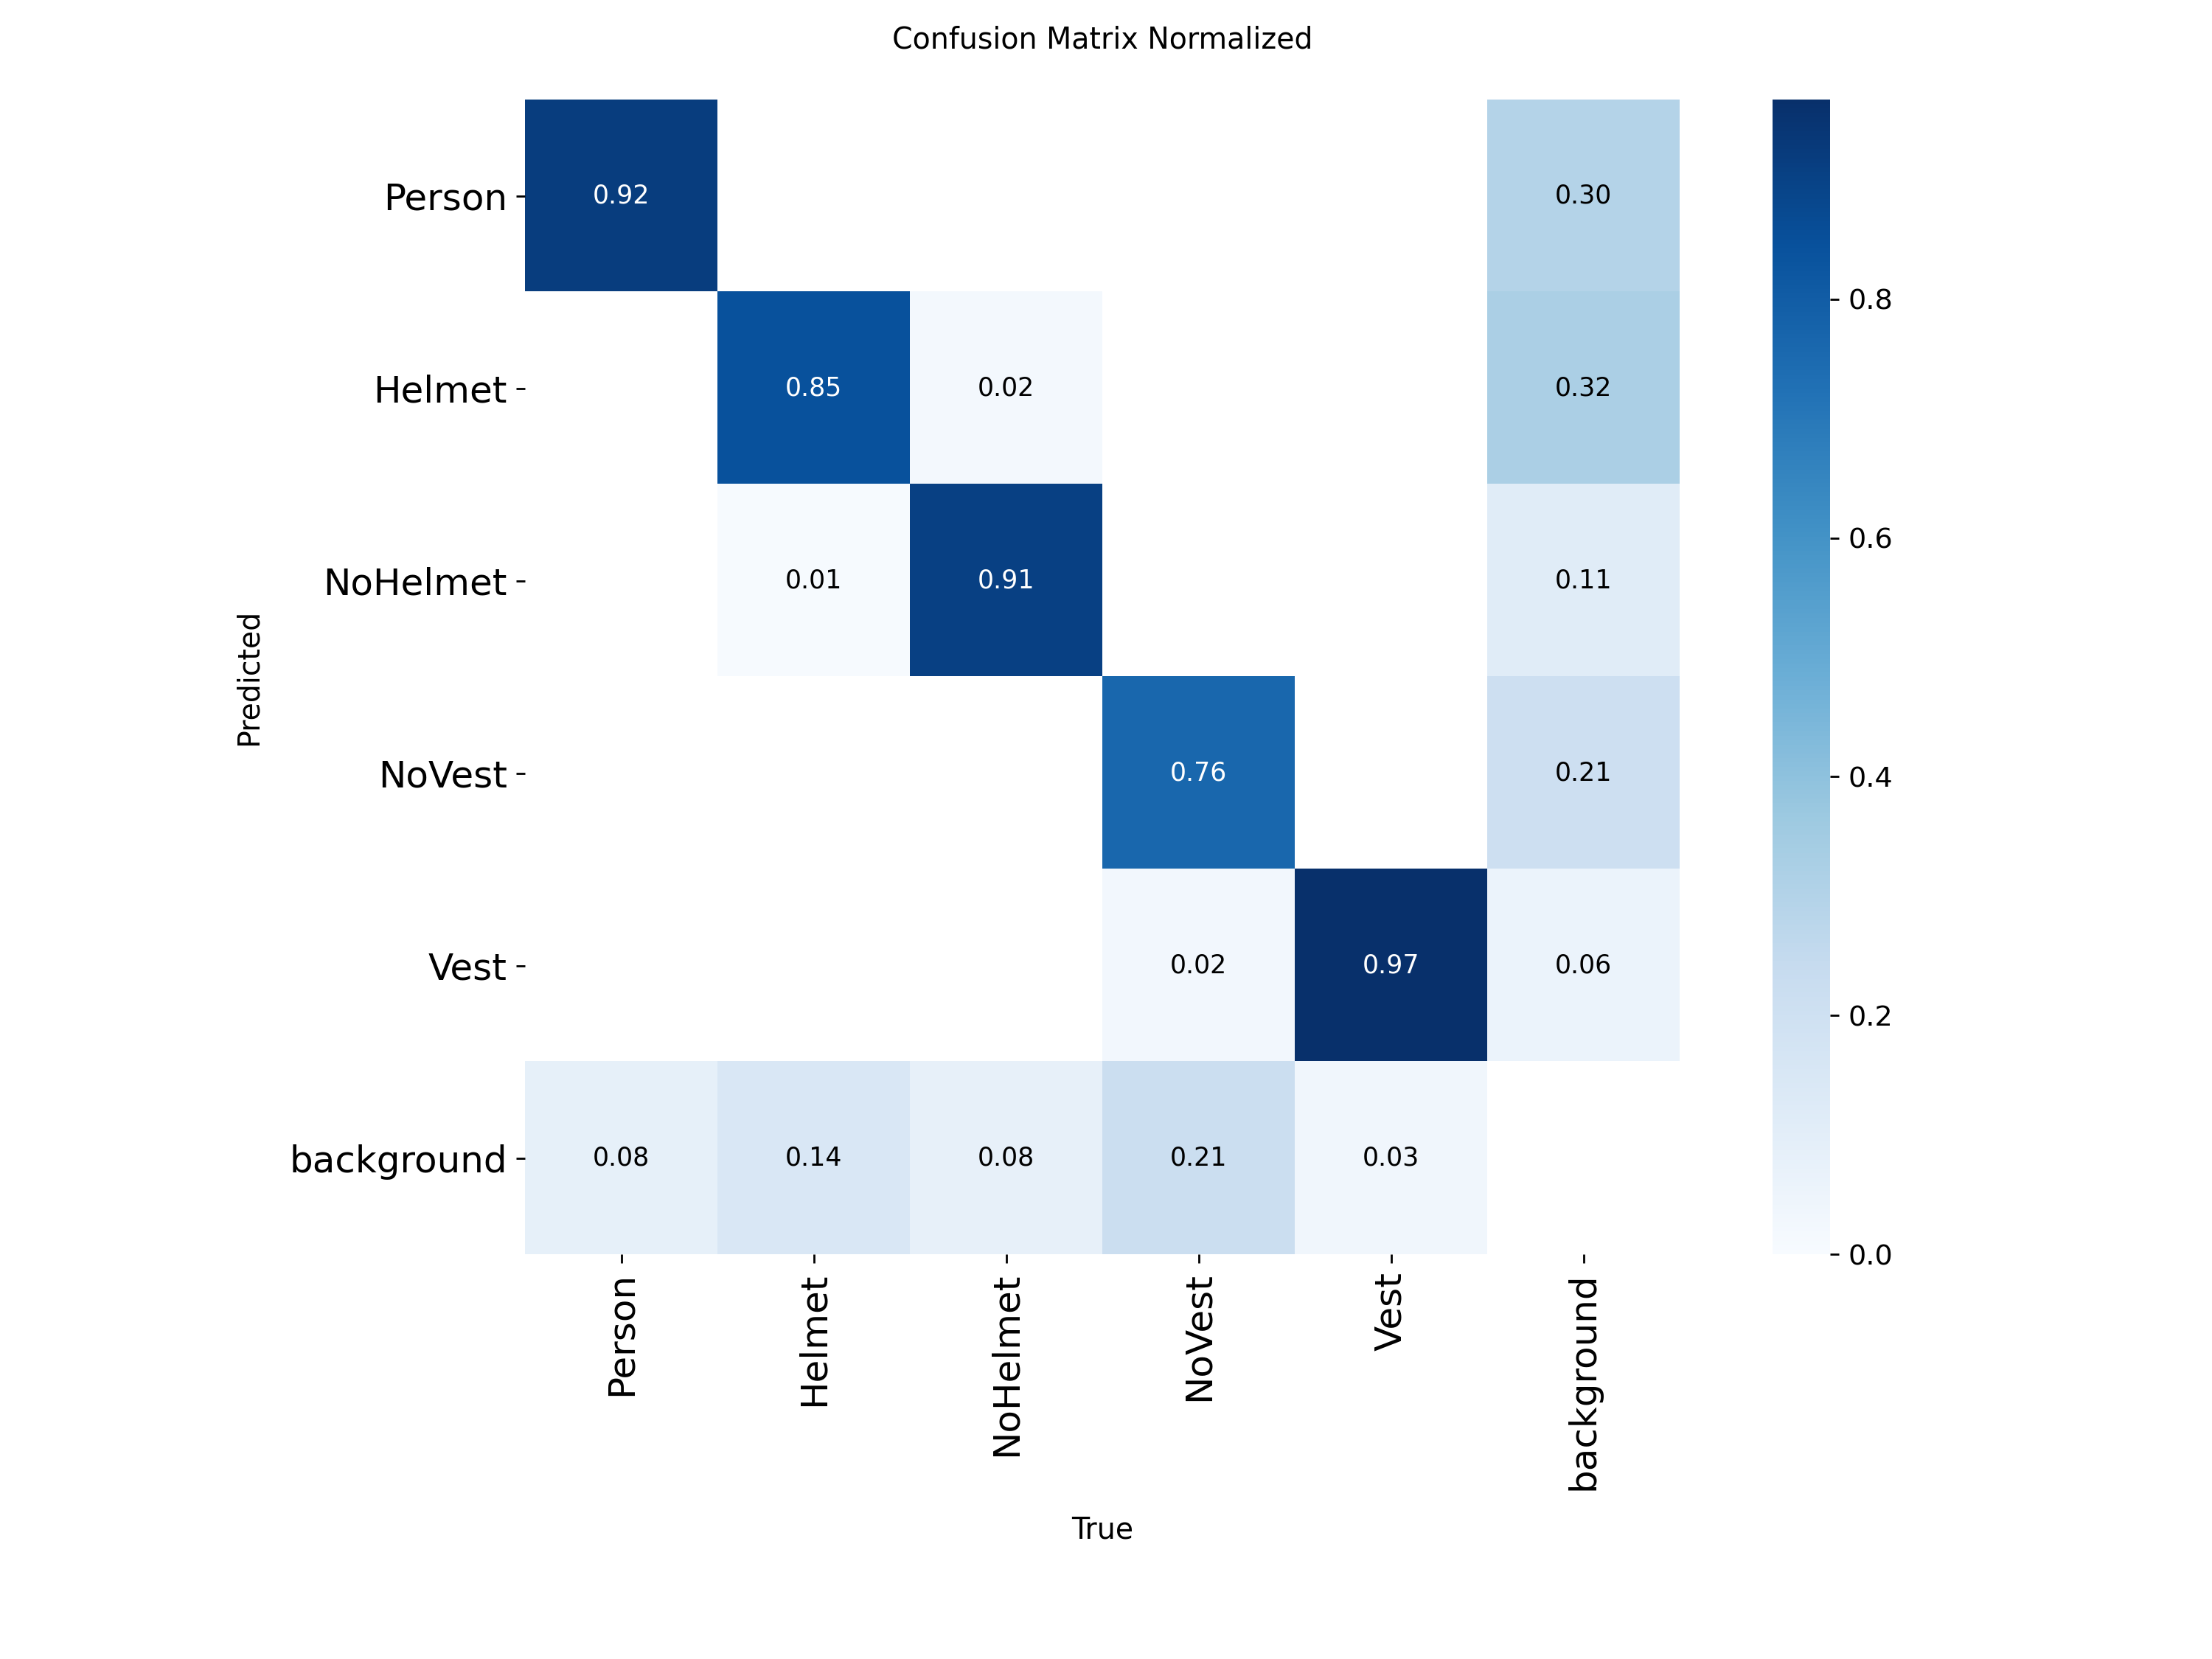 Confusion Matrix Normalized
Person 0.92 0.30
Helmet 0.85 0.02 0.32
NoHelmet 0.01 0.91 0.11
NoVest 0.76 0.21
Vest 0.02 0.97 0.06
background 0.08 0.14 0.08 0.21 0.03
Predicted
Person Helmet NoHelmet NoVest Vest background
True
0.8
0.6
0.4
0.2
0.0